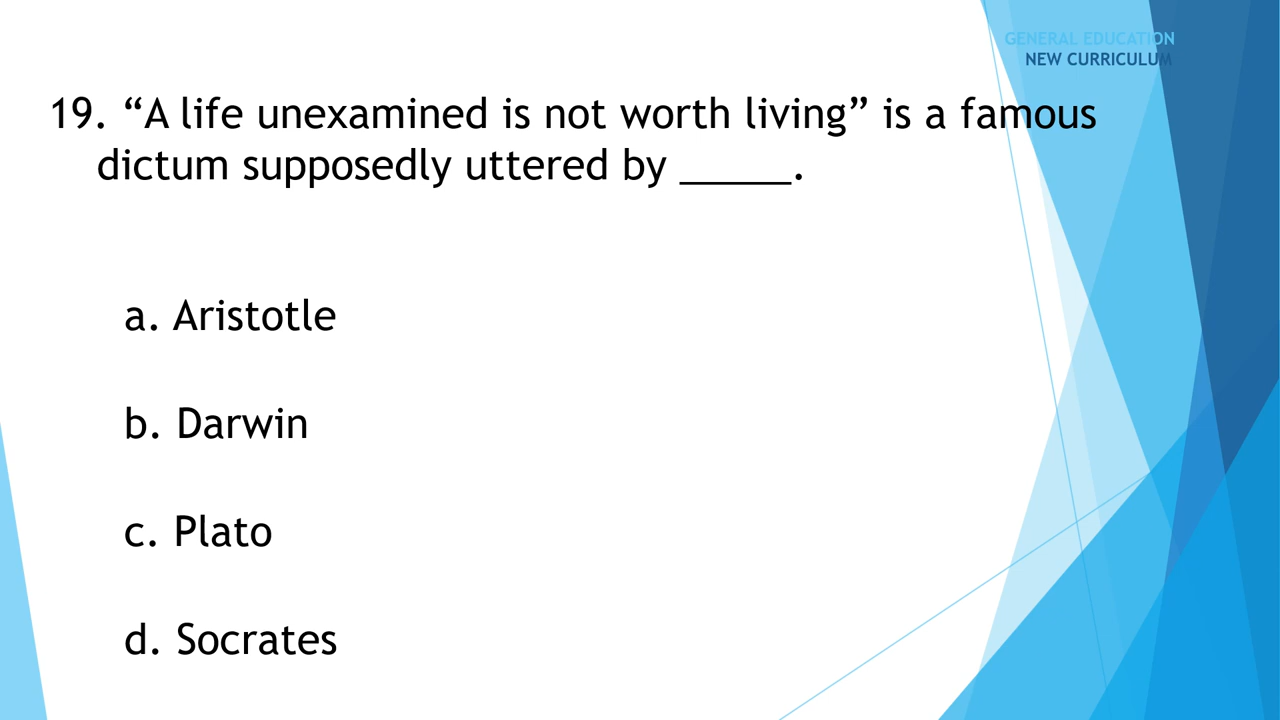 GENERAL EDUCATION
NEW CURRICULUM
19. “A life unexamined is not worth living” is a famous
dictum supposedly uttered by _____.
a. Aristotle
b. Darwin
c. Plato
d. Socrates